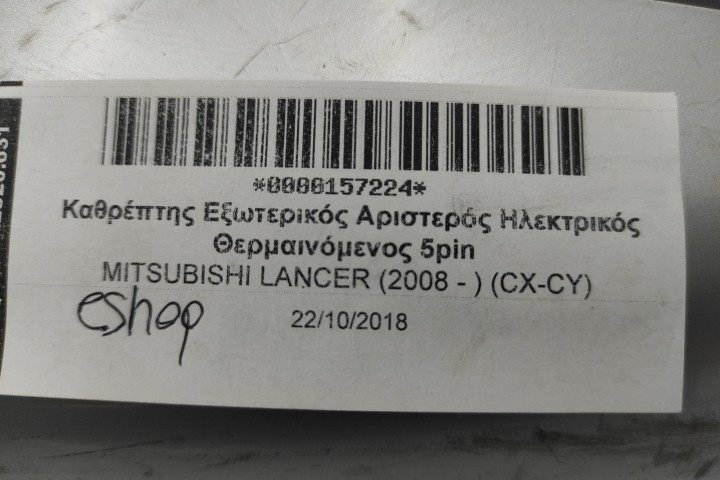 *0000157224*
Καθρέπτης Εξωτερικός Αριστερός Ηλεκτρικός
Θερμαινόμενος 5pin
MITSUBISHI LANCER (2008 - ) (CX-CY)
eshop
22/10/2018